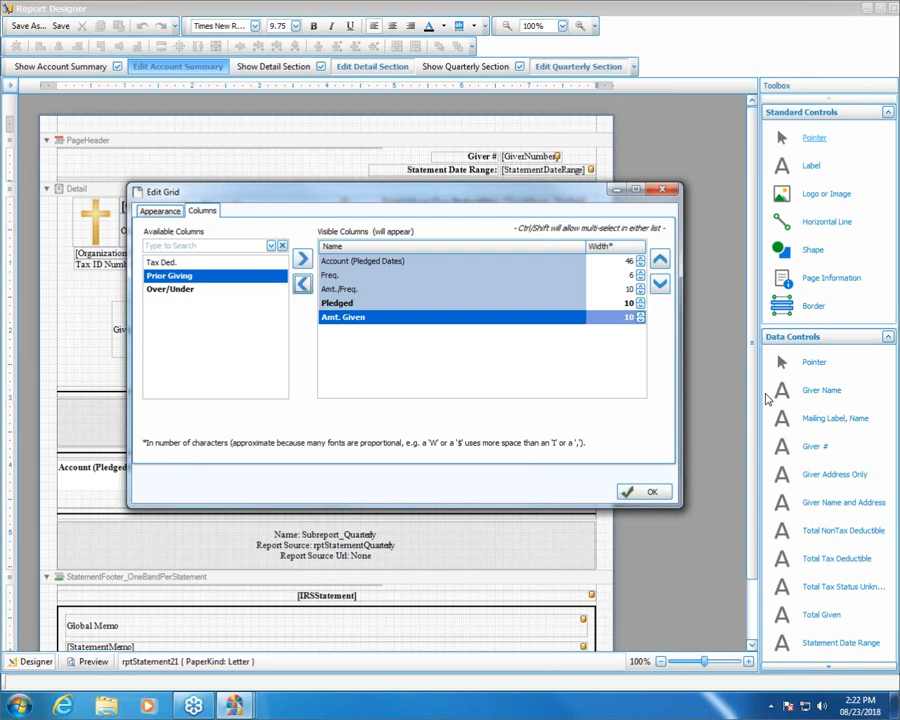 Report Designer
Save As... Save Times New R... 9.75 B I U A ab 100%
Show Account Summary Edit Account Summary Show Detail Section Edit Detail Section Show Quarterly Section Edit Quarterly Section
Toolbox
Standard Controls
Pointer
Label
Logo or Image
Horizontal Line
Shape
Page Information
Border
Data Controls
Pointer
Giver Name
Mailing Label, Name
Giver #
Giver Address Only
Giver Name and Address
Total NonTax Deductible
Total Tax Deductible
Total Tax Status Unkn...
Total Given
Statement Date Range
PageHeader
Giver # [GiverNumber]
Statement Date Range: [StatementDateRange]
Detail
[Organization
Tax ID Numb
Giv
Account (Pledged
Edit Grid
Appearance Columns
- Ctrl/Shift will allow multi-select in either list -
Available Columns Visible Columns (will appear)
Type to Search
Tax Ded.
Prior Giving
Over/Under
Name Width*
Account (Pledged Dates) 46
Freq. 6
Amt./Freq. 10
Pledged 10
Amt. Given 10
*In number of characters (approximate because many fonts are proportional, e.g. a 'W' or a '$' uses more space than an 'I' or a ',').
OK
Name: Subreport_Quarterly
Report Source: rptStatementQuarterly
Report Source Url: None
StatementFooter_OneBandPerStatement
[IRSStatement]
Global Memo
[StatementMemo]
Designer Preview rptStatement21 { PaperKind: Letter } 100%
2:22 PM
08/23/2018